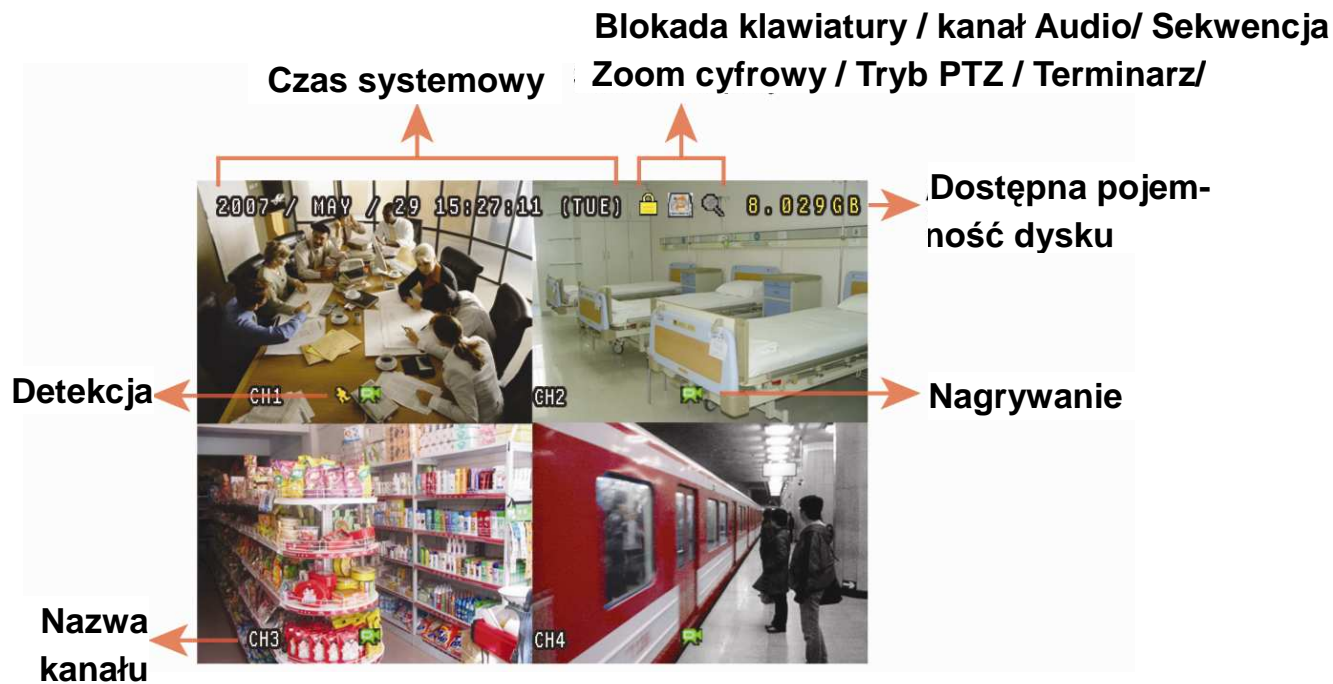 Blokada klawiatury / kanał Audio/ Sekwencja
Czas systemowy
Zoom cyfrowy / Tryb PTZ / Terminarz/
2007 / MAY / 29 15:27:11 (TUE)
8.029GB
Dostępna pojem-
ność dysku
Detekcja
CH1
CH2
Nagrywanie
CH3
CH4
Nazwa
kanału